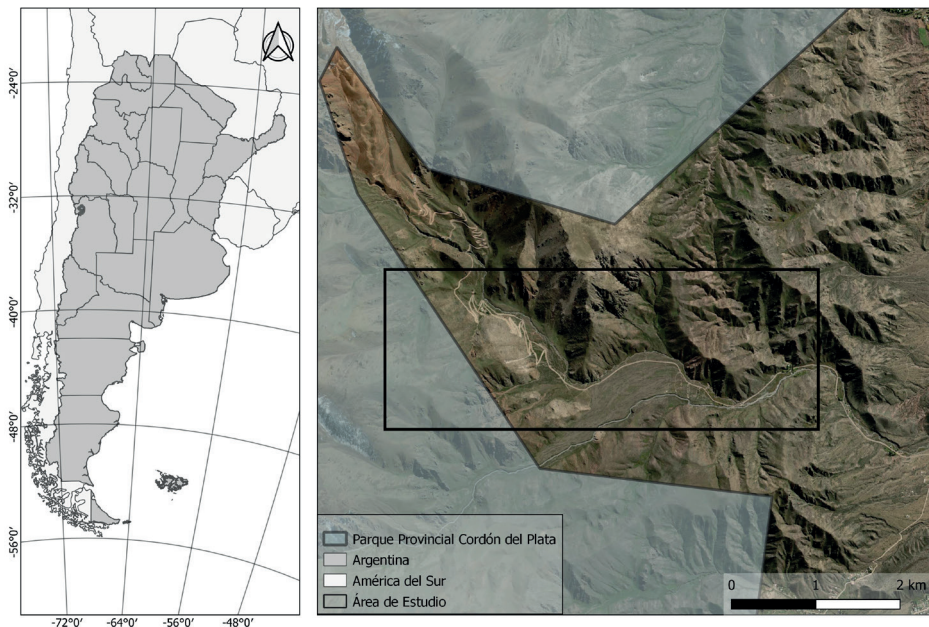 -24°0'
-32°0'
-40°0'
-48°0'
-56°0'
-72°0' -64°0' -56°0' -48°0'
Parque Provincial Cordón del Plata
Argentina
América del Sur
Área de Estudio
0 1 2 km